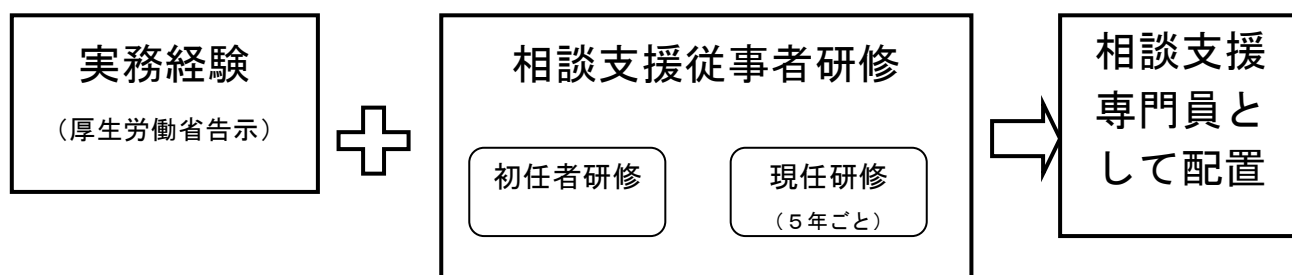 実務経験
（厚生労働省告示）
相談支援従事者研修
初任者研修
現任研修
（５年ごと）
相談支援
専門員と
して配置